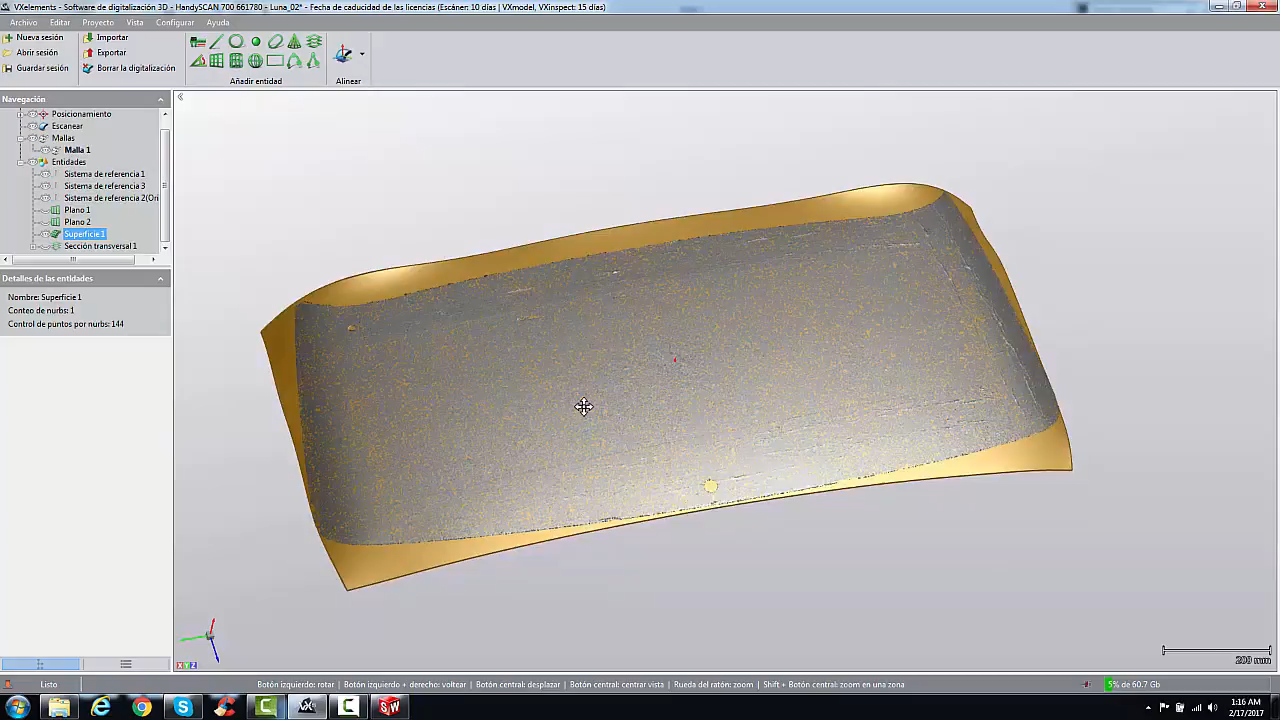 VXelements - Software de digitalización 3D - HandySCAN 700 661780 - Luna_02* - Fecha de caducidad de las licencias (Escáner: 10 días | VXmodel, VXinspect: 15 días)
Archivo Editar Proyecto Vista Configurar Ayuda
Nueva sesión
Abrir sesión
Guardar sesión
Importar
Exportar
Borrar la digitalización
Añadir entidad
Alinear
Navegación
Posicionamiento
Escanear
Mallas
Malla 1
Entidades
Sistema de referencia 1
Sistema de referencia 3
Sistema de referencia 2(Ori
Plano 1
Plano 2
Superficie 1
Sección transversal 1
Detalles de las entidades
Nombre: Superficie 1
Conteo de nurbs: 1
Control de puntos por nurbs: 144
X Y Z
200 mm
Listo
Botón izquierdo: rotar | Botón izquierdo + derecho: voltear | Botón central: desplazar | Botón central: centrar vista | Rueda del ratón: zoom | Shift + Botón central: zoom en una zona
5% de 60.7 Gb
1:16 AM
2/17/2017